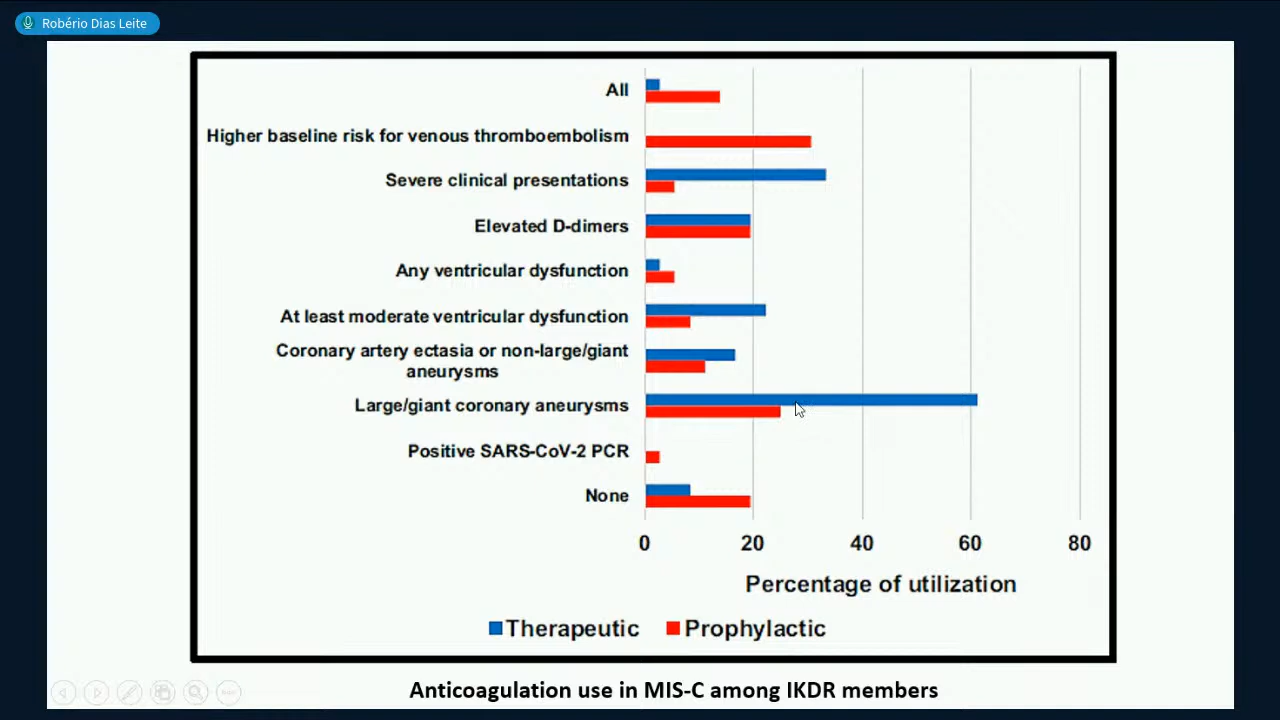 Robério Dias Leite
All
Higher baseline risk for venous thromboembolism
Severe clinical presentations
Elevated D-dimers
Any ventricular dysfunction
At least moderate ventricular dysfunction
Coronary artery ectasia or non-large/giant
aneurysms
Large/giant coronary aneurysms
Positive SARS-CoV-2 PCR
None
0 20 40 60 80
Percentage of utilization
Therapeutic Prophylactic
Anticoagulation use in MIS-C among IKDR members